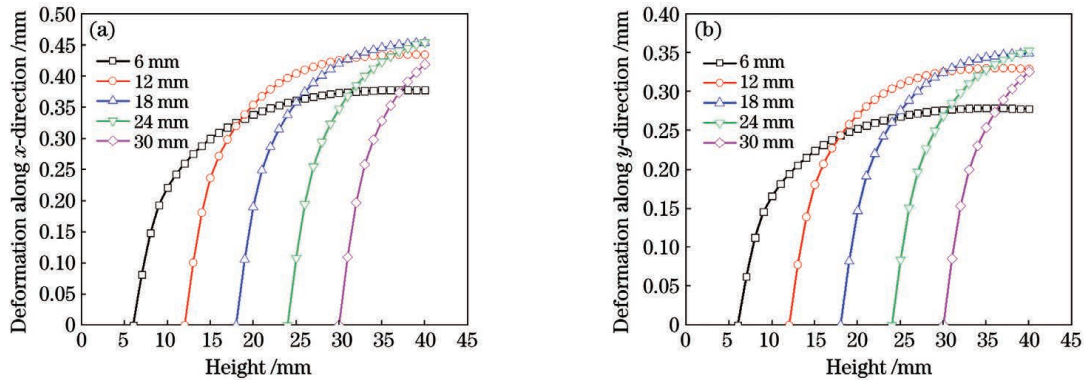 (a)
Deformation along x-direction /mm
0.50
0.45
0.40
0.35
0.30
0.25
0.20
0.15
0.10
0.05
0
6 mm
12 mm
18 mm
24 mm
30 mm
0 5 10 15 20 25 30 35 40 45
Height /mm
(b)
Deformation along y-direction /mm
0.40
0.35
0.30
0.25
0.20
0.15
0.10
0.05
0
6 mm
12 mm
18 mm
24 mm
30 mm
0 5 10 15 20 25 30 35 40 45
Height /mm